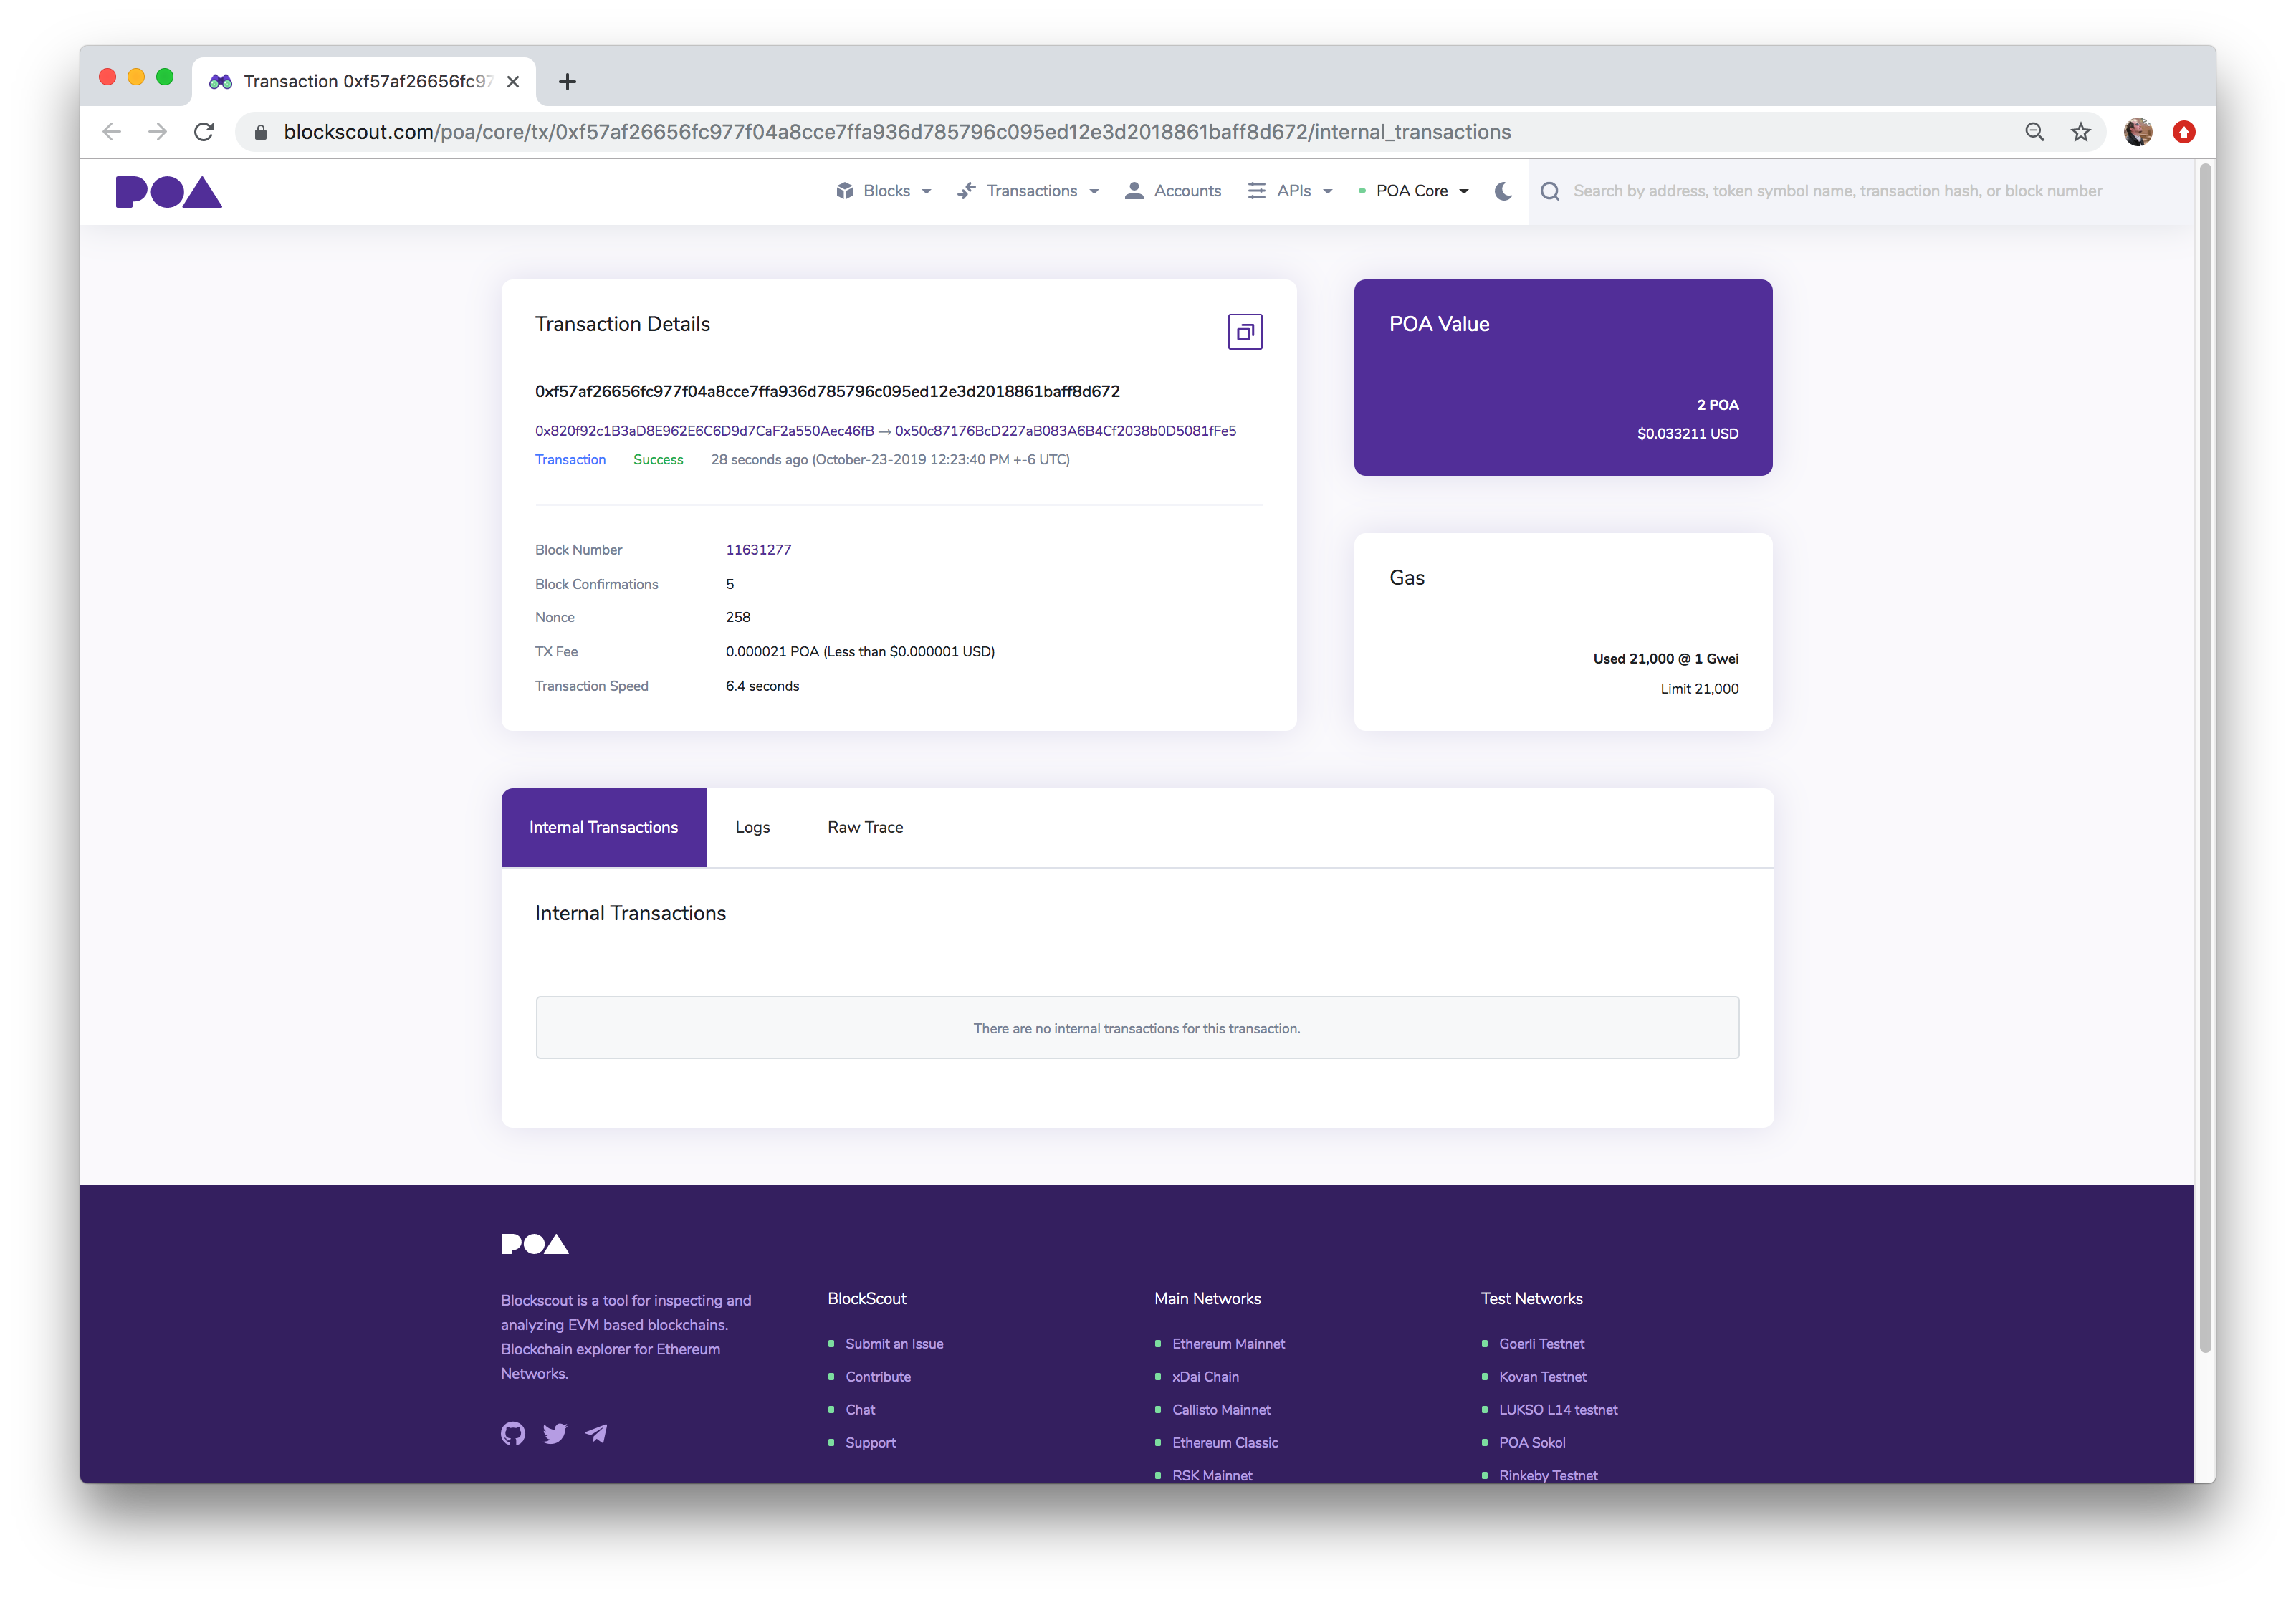 Transaction 0xf57af26656fc97
blockscout.com/poa/core/tx/0xf57af26656fc977f04a8cce7ffa936d785796c095ed12e3d2018861baff8d672/internal_transactions
POA
Blocks Transactions Accounts APIs POA Core Search by address, token symbol name, transaction hash, or block number
Transaction Details
0xf57af26656fc977f04a8cce7ffa936d785796c095ed12e3d2018861baff8d672
0x820f92c1B3aD8E962E6C6D9d7CaF2a550Aec46fB → 0x50c87176BcD227aB083A6B4Cf2038b0D5081fFe5
Transaction Success 28 seconds ago (October-23-2019 12:23:40 PM +-6 UTC)
Block Number 11631277
Block Confirmations 5
Nonce 258
TX Fee 0.000021 POA (Less than $0.000001 USD)
Transaction Speed 6.4 seconds
POA Value
2 POA
$0.033211 USD
Gas
Used 21,000 @ 1 Gwei
Limit 21,000
Internal Transactions Logs Raw Trace
Internal Transactions
There are no internal transactions for this transaction.
POA
Blockscout is a tool for inspecting and
analyzing EVM based blockchains.
Blockchain explorer for Ethereum
Networks.
BlockScout
Submit an Issue
Contribute
Chat
Support
Main Networks
Ethereum Mainnet
xDai Chain
Callisto Mainnet
Ethereum Classic
RSK Mainnet
Test Networks
Goerli Testnet
Kovan Testnet
LUKSO L14 testnet
POA Sokol
Rinkeby Testnet